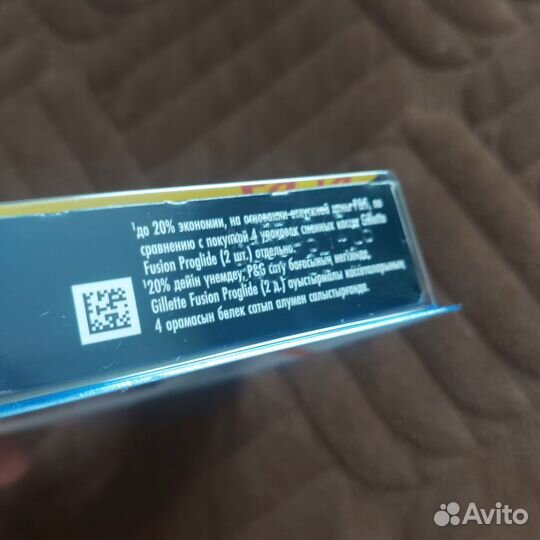 ¹до 20% экономии, на основании отпускной цены P&G, по
сравнению с покупкой 4 упаковок сменных кассет Gillette
Fusion Proglide (2 шт.) отдельно.
¹20% дейін үнемдеу, P&G сату бағасының негізінде,
Gillette Fusion Proglide (2 д.) ауыстырмалы кассеталарының
4 орамасын бөлек сатып алумен салыстырғанда.
Avito